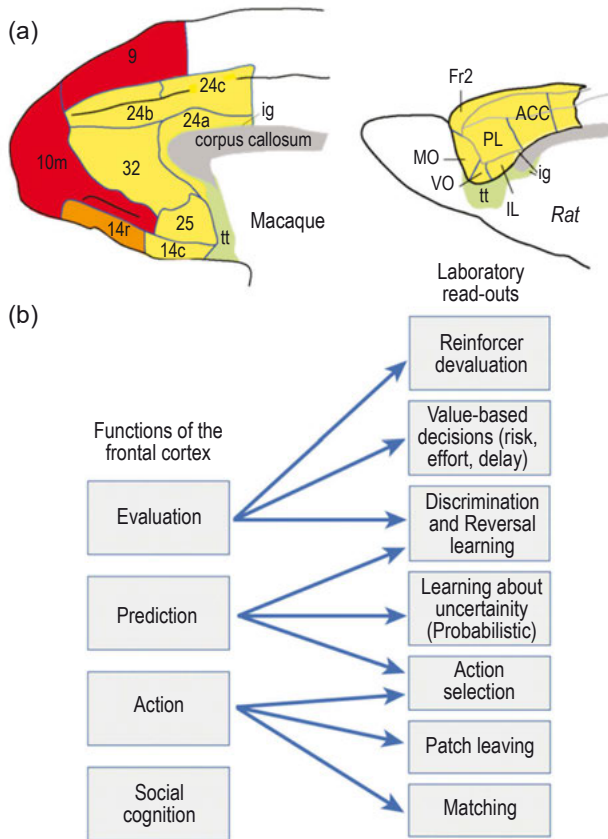 (a)
9
24c
24b
24a
ig
corpus callosum
10m
32
25
14r
14c
tt
Macaque
Fr2
ACC
PL
MO
VO
ig
tt
IL
Rat
(b)
Laboratory
read-outs
Functions of the
frontal cortex
Evaluation
Prediction
Action
Social
cognition
Reinforcer
devaluation
Value-based
decisions (risk,
effort, delay)
Discrimination
and Reversal
learning
Learning about
uncertainity
(Probabilistic)
Action
selection
Patch leaving
Matching